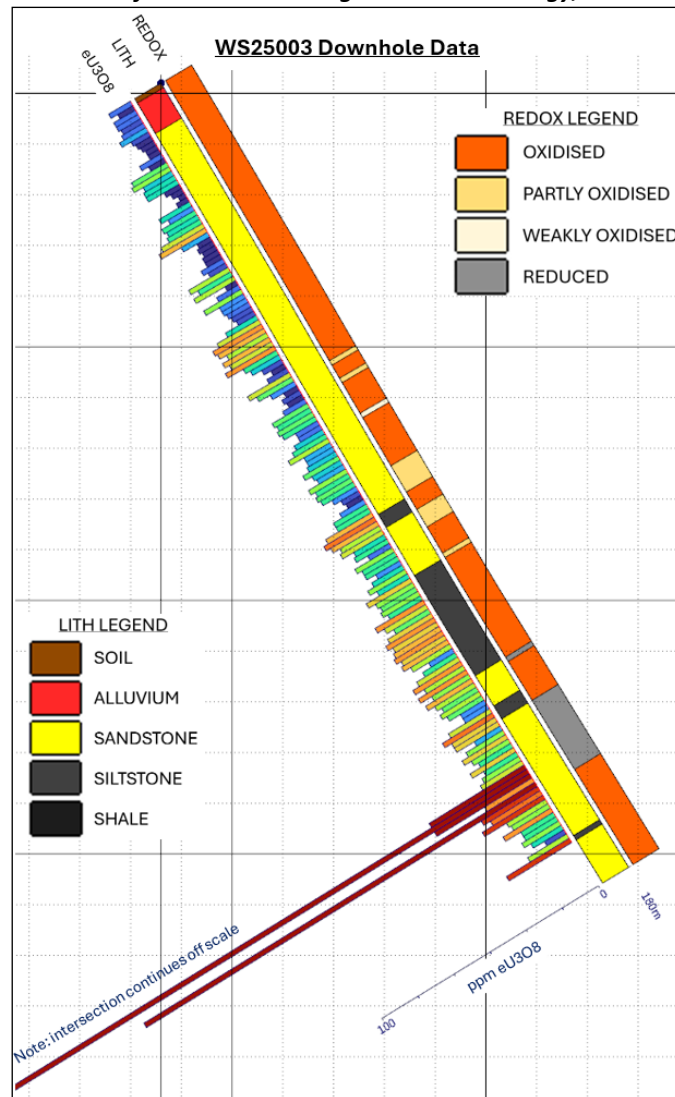 WS25003 Downhole Data
REDOX
LITH
eU3O8
REDOX LEGEND
OXIDISED
PARTLY OXIDISED
WEAKLY OXIDISED
REDUCED
LITH LEGEND
SOIL
ALLUVIUM
SANDSTONE
SILTSTONE
SHALE
0
180m
ppm eU3O8
100
Note: intersection continues off scale